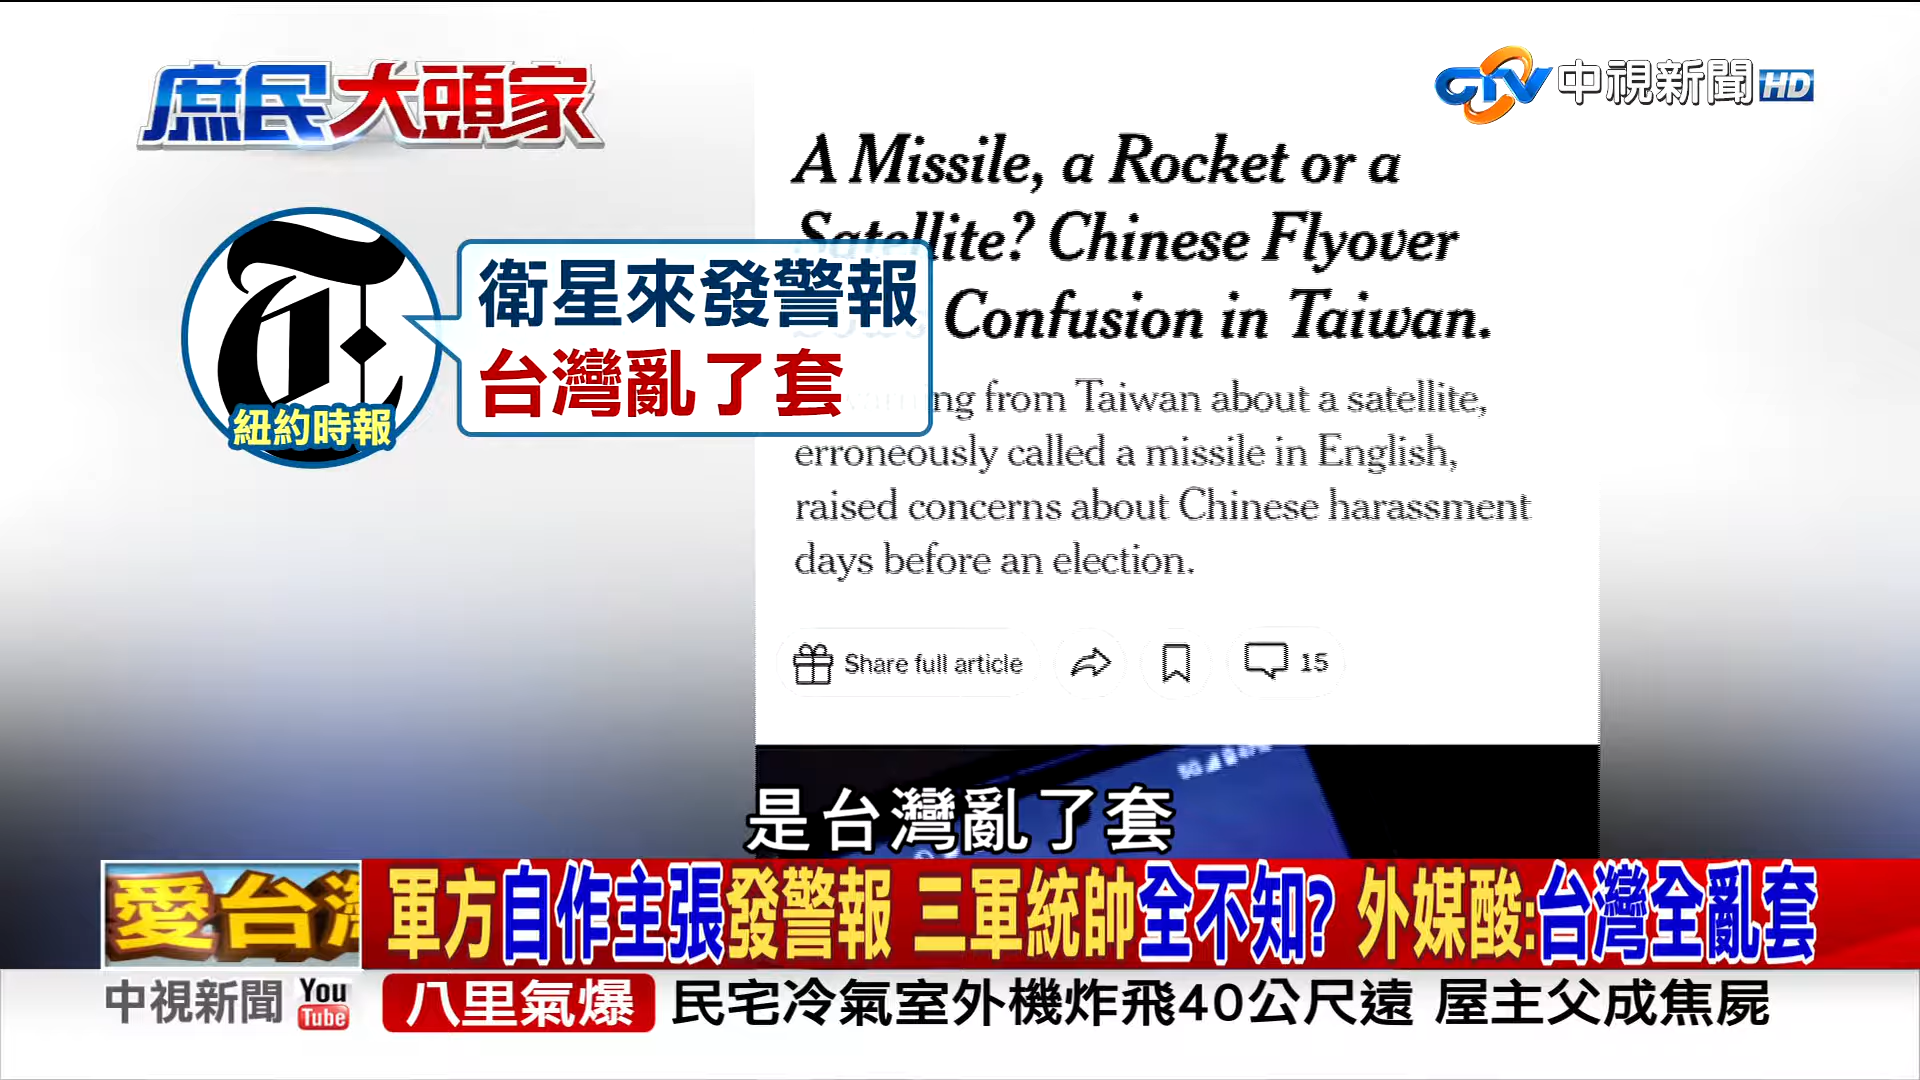 庶民大頭家
CTV中視新聞HD
A Missile, a Rocket or a
Satellite? Chinese Flyover
Confusion in Taiwan.
衛星來發警報
台灣亂了套
紐約時報
from Taiwan about a satellite,
erroneously called a missile in English,
raised concerns about Chinese harassment
days before an election.
Share full article
15
5G
是台灣亂了套
愛台灣
軍方自作主張發警報 三軍統帥全不知? 外媒酸:台灣全亂套
中視新聞 YouTube
八里氣爆 民宅冷氣室外機炸飛40公尺遠 屋主父成焦屍